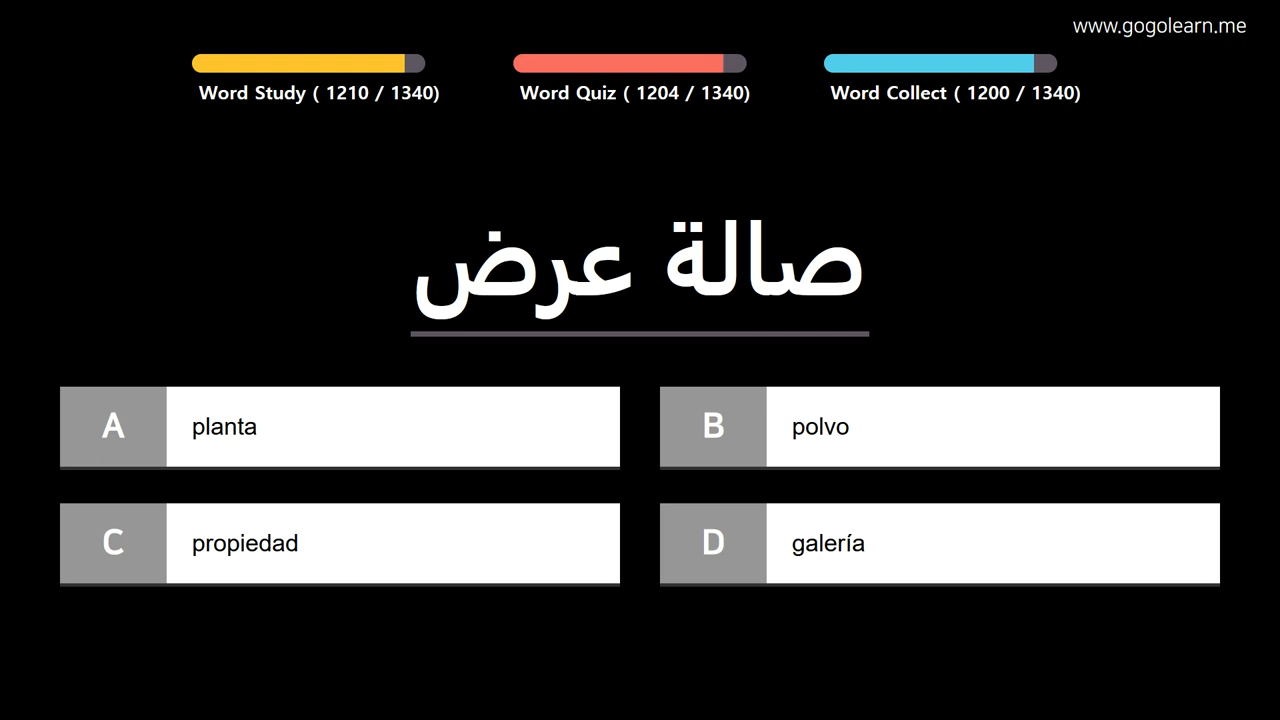 www.gogolearn.me
Word Study ( 1210 / 1340)
Word Quiz ( 1204 / 1340)
Word Collect ( 1200 / 1340)
صالة عرض
A planta
B polvo
C propiedad
D galería